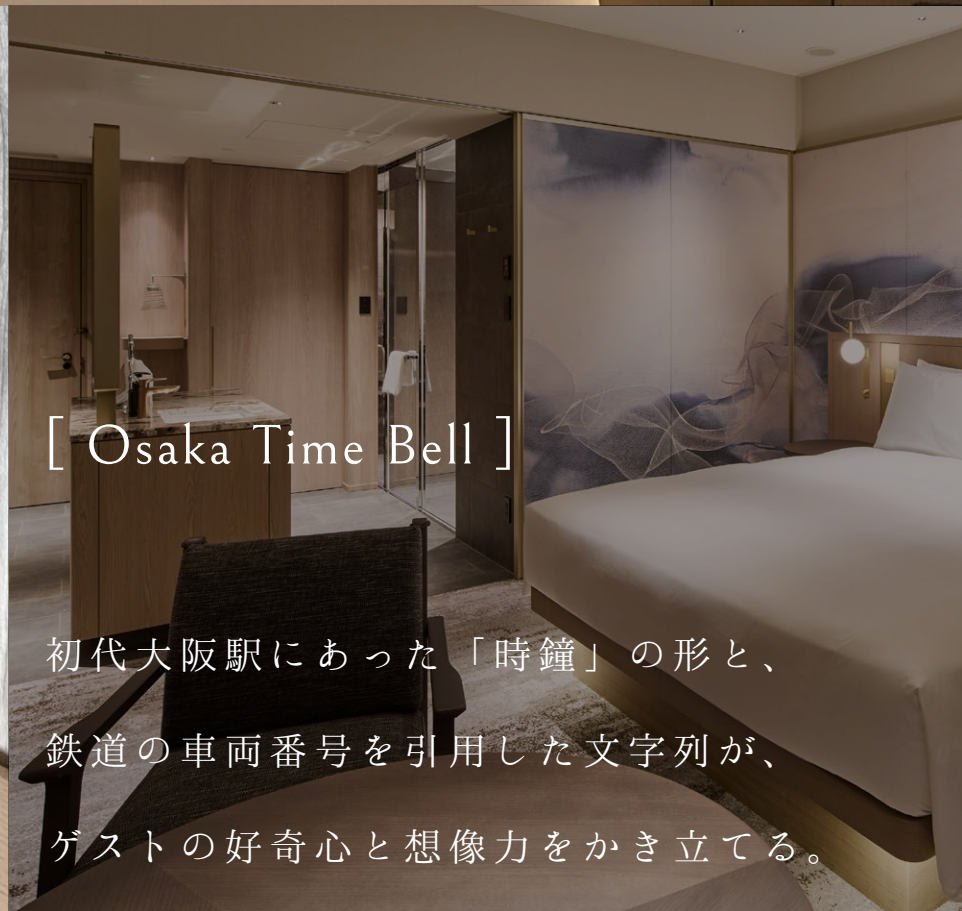 [ Osaka Time Bell ]
初代大阪駅にあった「時鐘」の形と、
鉄道の車両番号を引用した文字列が、
ゲストの好奇心と想像力をかき立てる。